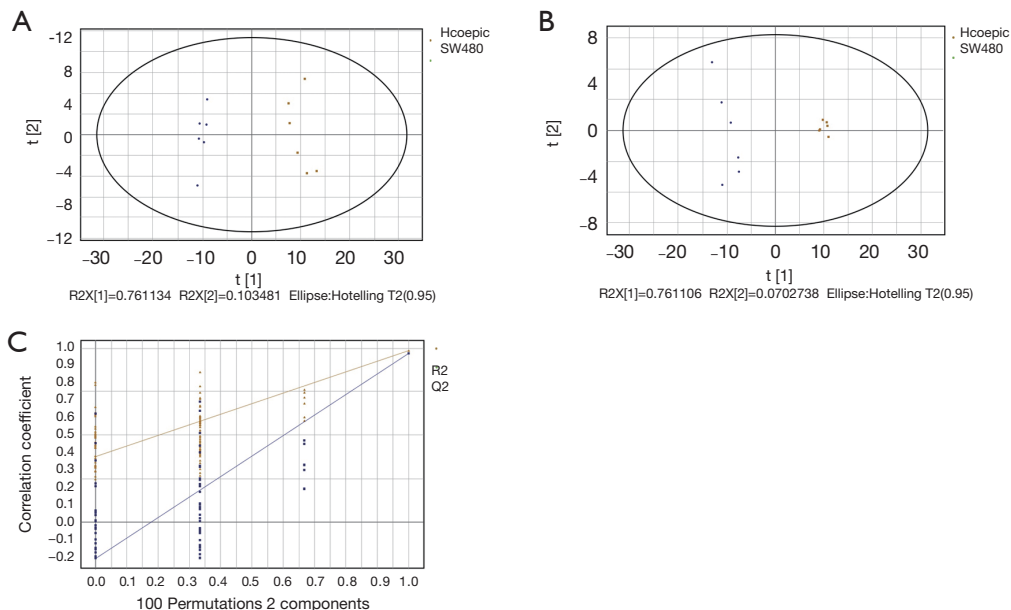 A
Hcoepic
SW480
-12
8
4
0
-4
-8
-12
t [2]
-30 -20 -10 0 10 20 30
t [1]
R2X[1]=0.761134 R2X[2]=0.103481 Ellipse:Hotelling T2(0.95)
B
Hcoepic
SW480
8
4
0
-4
-8
t [2]
-30 -20 -10 0 10 20 30
t [1]
R2X[1]=0.761106 R2X[2]=0.0702738 Ellipse:Hotelling T2(0.95)
C
R2
Q2
1.0
0.9
0.8
0.7
0.6
0.5
0.4
0.3
0.2
0.1
0.0
-0.1
-0.2
Correlation coefficient
0.0 0.1 0.2 0.3 0.4 0.5 0.6 0.7 0.8 0.9 1.0
100 Permutations 2 components